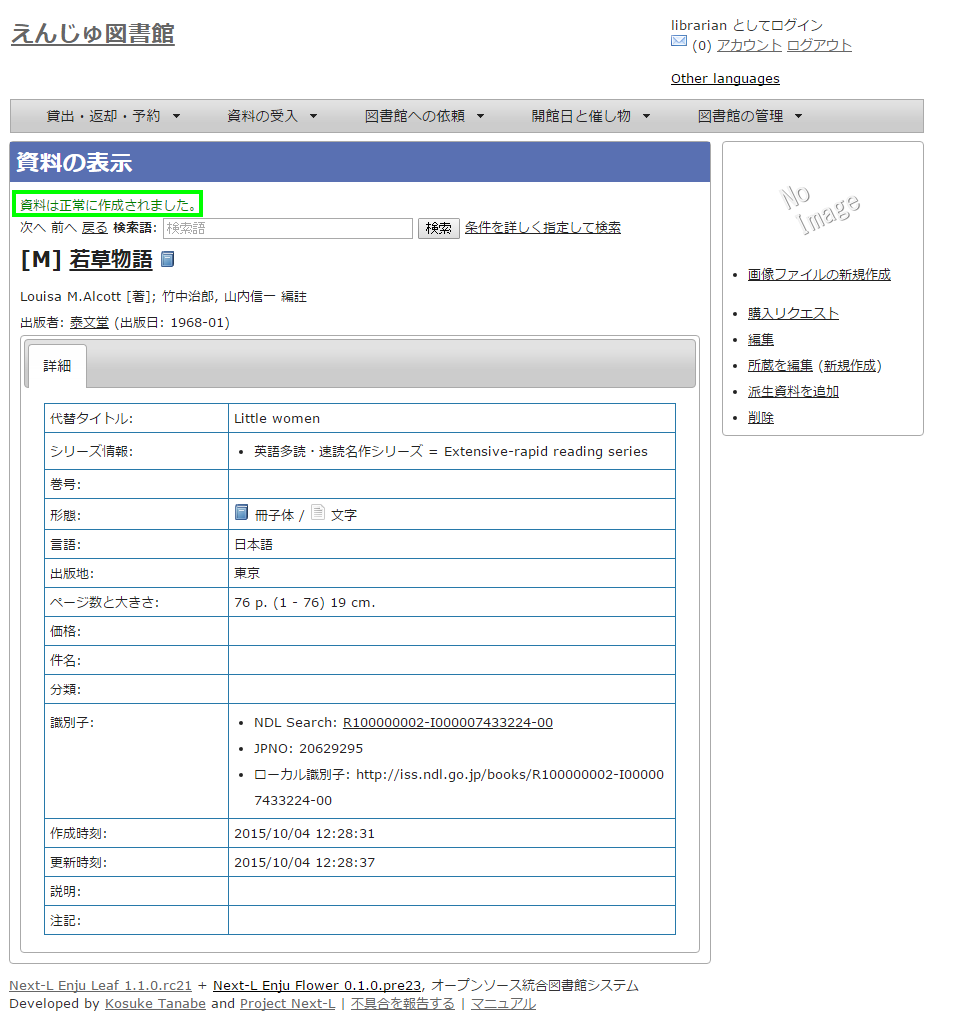 えんじゅ図書館
librarian としてログイン
(0) アカウント ログアウト
Other languages
貸出・返却・予約 ▼ 資料の受入 ▼ 図書館への依頼 ▼ 開館日と催し物 ▼ 図書館の管理 ▼
資料の表示
資料は正常に作成されました。
次へ 前へ 戻る 検索語: 検索語 検索 条件を詳しく指定して検索
[M] 若草物語
Louisa M.Alcott [著]; 竹中治郎, 山内信一 編註
出版者: 泰文堂 (出版日: 1968-01)
詳細
代替タイトル: Little women
シリーズ情報: • 英語多読・速読名作シリーズ = Extensive-rapid reading series
巻号:
形態: 冊子体 / 文字
言語: 日本語
出版地: 東京
ページ数と大きさ: 76 p. (1 - 76) 19 cm.
価格:
件名:
分類:
識別子: • NDL Search: R100000002-I000007433224-00
• JPNO: 20629295
• ローカル識別子: http://iss.ndl.go.jp/books/R100000002-I00000
7433224-00
作成時刻: 2015/10/04 12:28:31
更新時刻: 2015/10/04 12:28:37
説明:
注記:
No
Image
• 画像ファイルの新規作成
• 購入リクエスト
• 編集
• 所蔵を編集 (新規作成)
• 派生資料を追加
• 削除
Next-L Enju Leaf 1.1.0.rc21 + Next-L Enju Flower 0.1.0.pre23, オープンソース統合図書館システム
Developed by Kosuke Tanabe and Project Next-L | 不具合を報告する | マニュアル